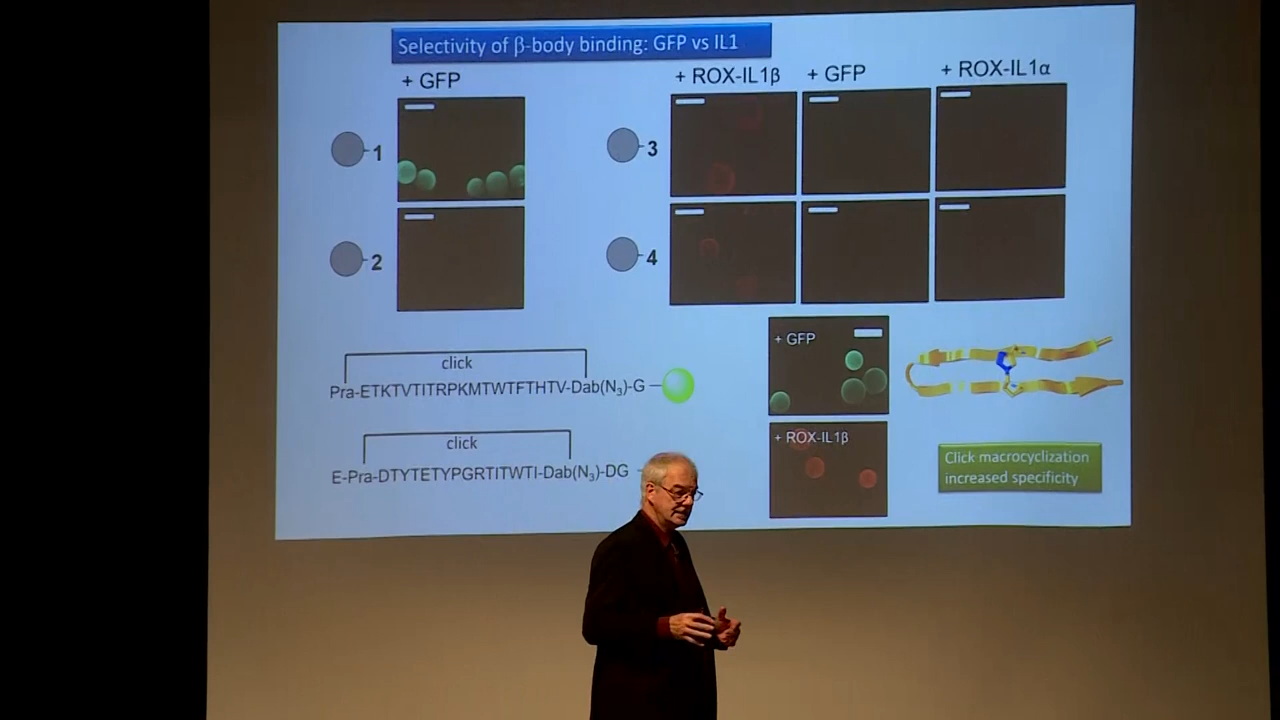 Selectivity of β-body binding: GFP vs IL1
+ GFP
+ ROX-IL1β
+ GFP
+ ROX-IL1α
1
3
2
4
click
Pra-ETKTVTITRPKMTWTFTHTV-Dab(N₃)-G
click
E-Pra-DTYTETYPGRTITWTI-Dab(N₃)-DG
+ GFP
+ ROX-IL1β
Click macrocyclization
increased specificity